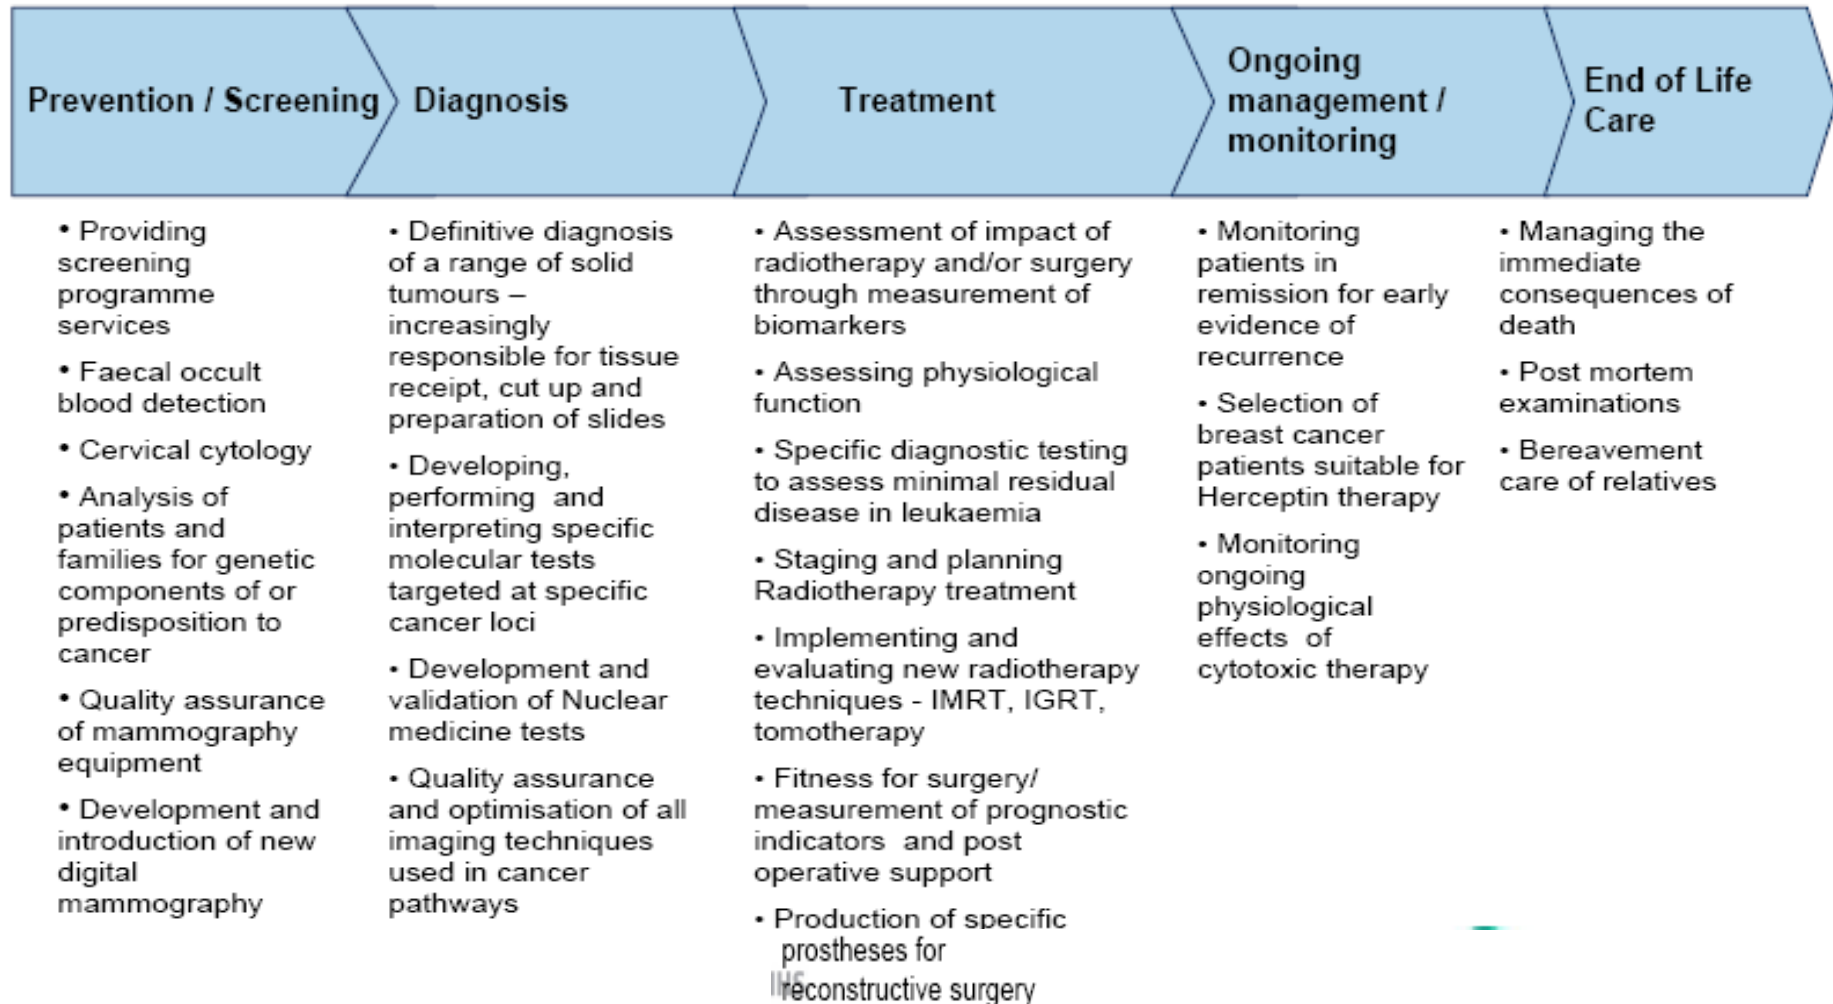 Prevention / Screening
Diagnosis
Treatment
Ongoing
management /
monitoring
End of Life
Care
• Providing
screening
programme
services
• Faecal occult
blood detection
• Cervical cytology
• Analysis of
patients and
families for genetic
components of or
predisposition to
cancer
• Quality assurance
of mammography
equipment
• Development and
introduction of new
digital
mammography
• Definitive diagnosis
of a range of solid
tumours –
increasingly
responsible for tissue
receipt, cut up and
preparation of slides
• Developing,
performing and
interpreting specific
molecular tests
targeted at specific
cancer loci
• Development and
validation of Nuclear
medicine tests
• Quality assurance
and optimisation of all
imaging techniques
used in cancer
pathways
• Assessment of impact of
radiotherapy and/or surgery
through measurement of
biomarkers
• Assessing physiological
function
• Specific diagnostic testing
to assess minimal residual
disease in leukaemia
• Staging and planning
Radiotherapy treatment
• Implementing and
evaluating new radiotherapy
techniques - IMRT, IGRT,
tomotherapy
• Fitness for surgery/
measurement of prognostic
indicators and post
operative support
• Production of specific
prostheses for
reconstructive surgery
• Monitoring
patients in
remission for early
evidence of
recurrence
• Selection of
breast cancer
patients suitable for
Herceptin therapy
• Monitoring
ongoing
physiological
effects of
cytotoxic therapy
• Managing the
immediate
consequences of
death
• Post mortem
examinations
• Bereavement
care of relatives